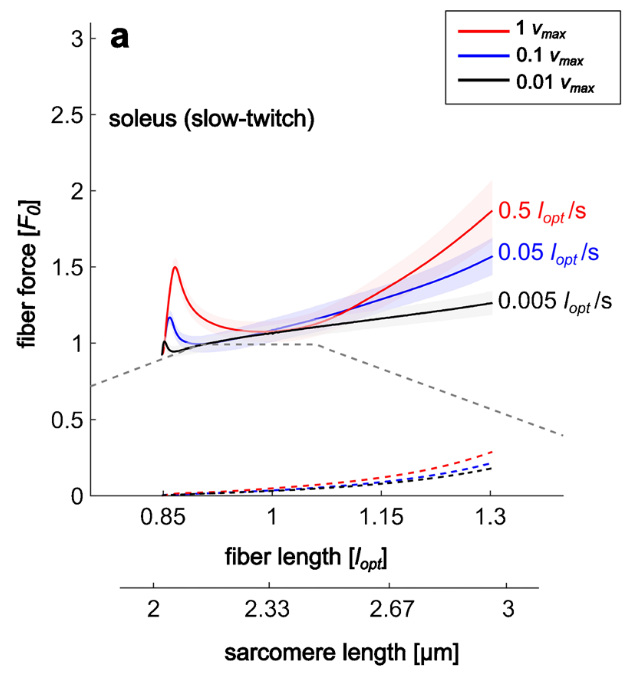 a
1 vmax
0.1 vmax
0.01 vmax
soleus (slow-twitch)
3
2.5
2
1.5
1
0.5
0
fiber force [F0]
0.5 lopt/s
0.05 lopt/s
0.005 lopt/s
0.85 1 1.15 1.3
fiber length [lopt]
2 2.33 2.67 3
sarcomere length [μm]